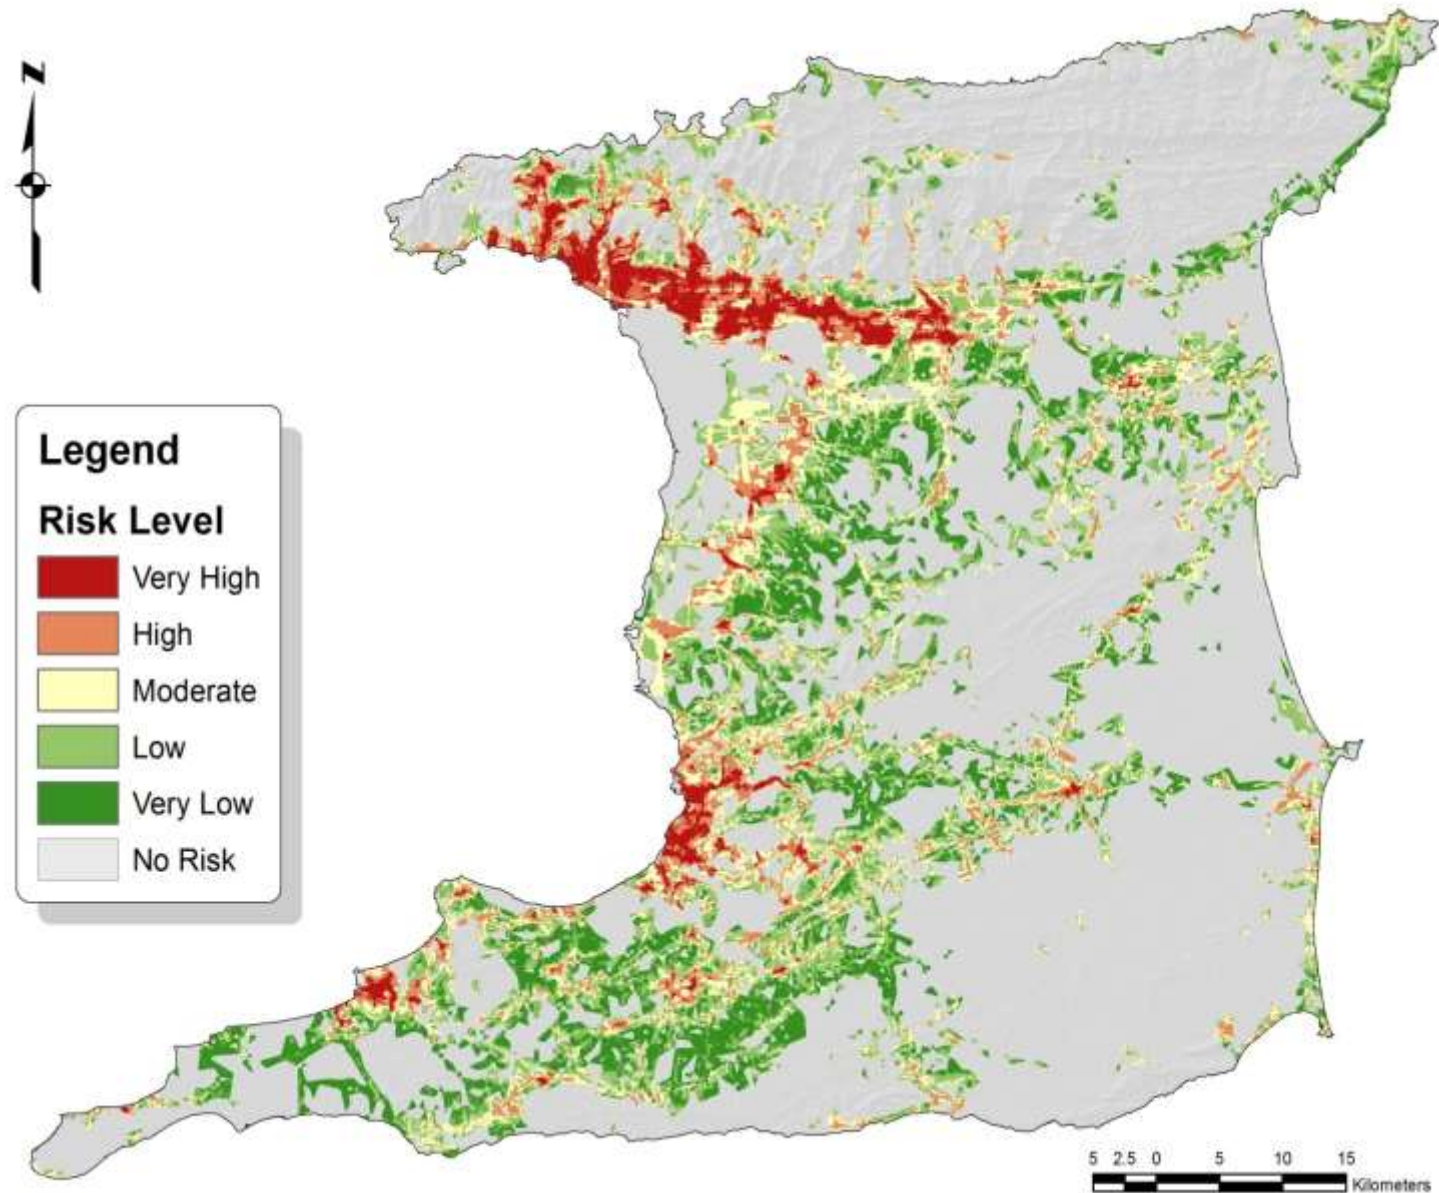 N
Legend
Risk Level
Very High
High
Moderate
Low
Very Low
No Risk
5 2.5 0 5 10 15
Kilometers